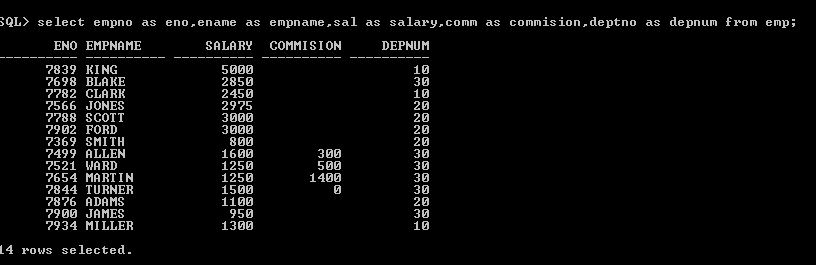 SQL> select empno as eno,ename as empname,sal as salary,comm as commision,deptno as depnum from emp;
ENO EMPNAME SALARY COMMISION DEPNUM
---------- ---------- ---------- ---------- ----------
7839 KING 5000 10
7698 BLAKE 2850 30
7782 CLARK 2450 10
7566 JONES 2975 20
7788 SCOTT 3000 20
7902 FORD 3000 20
7369 SMITH 800 20
7499 ALLEN 1600 300 30
7521 WARD 1250 500 30
7654 MARTIN 1250 1400 30
7844 TURNER 1500 0 30
7876 ADAMS 1100 20
7900 JAMES 950 30
7934 MILLER 1300 10
14 rows selected.